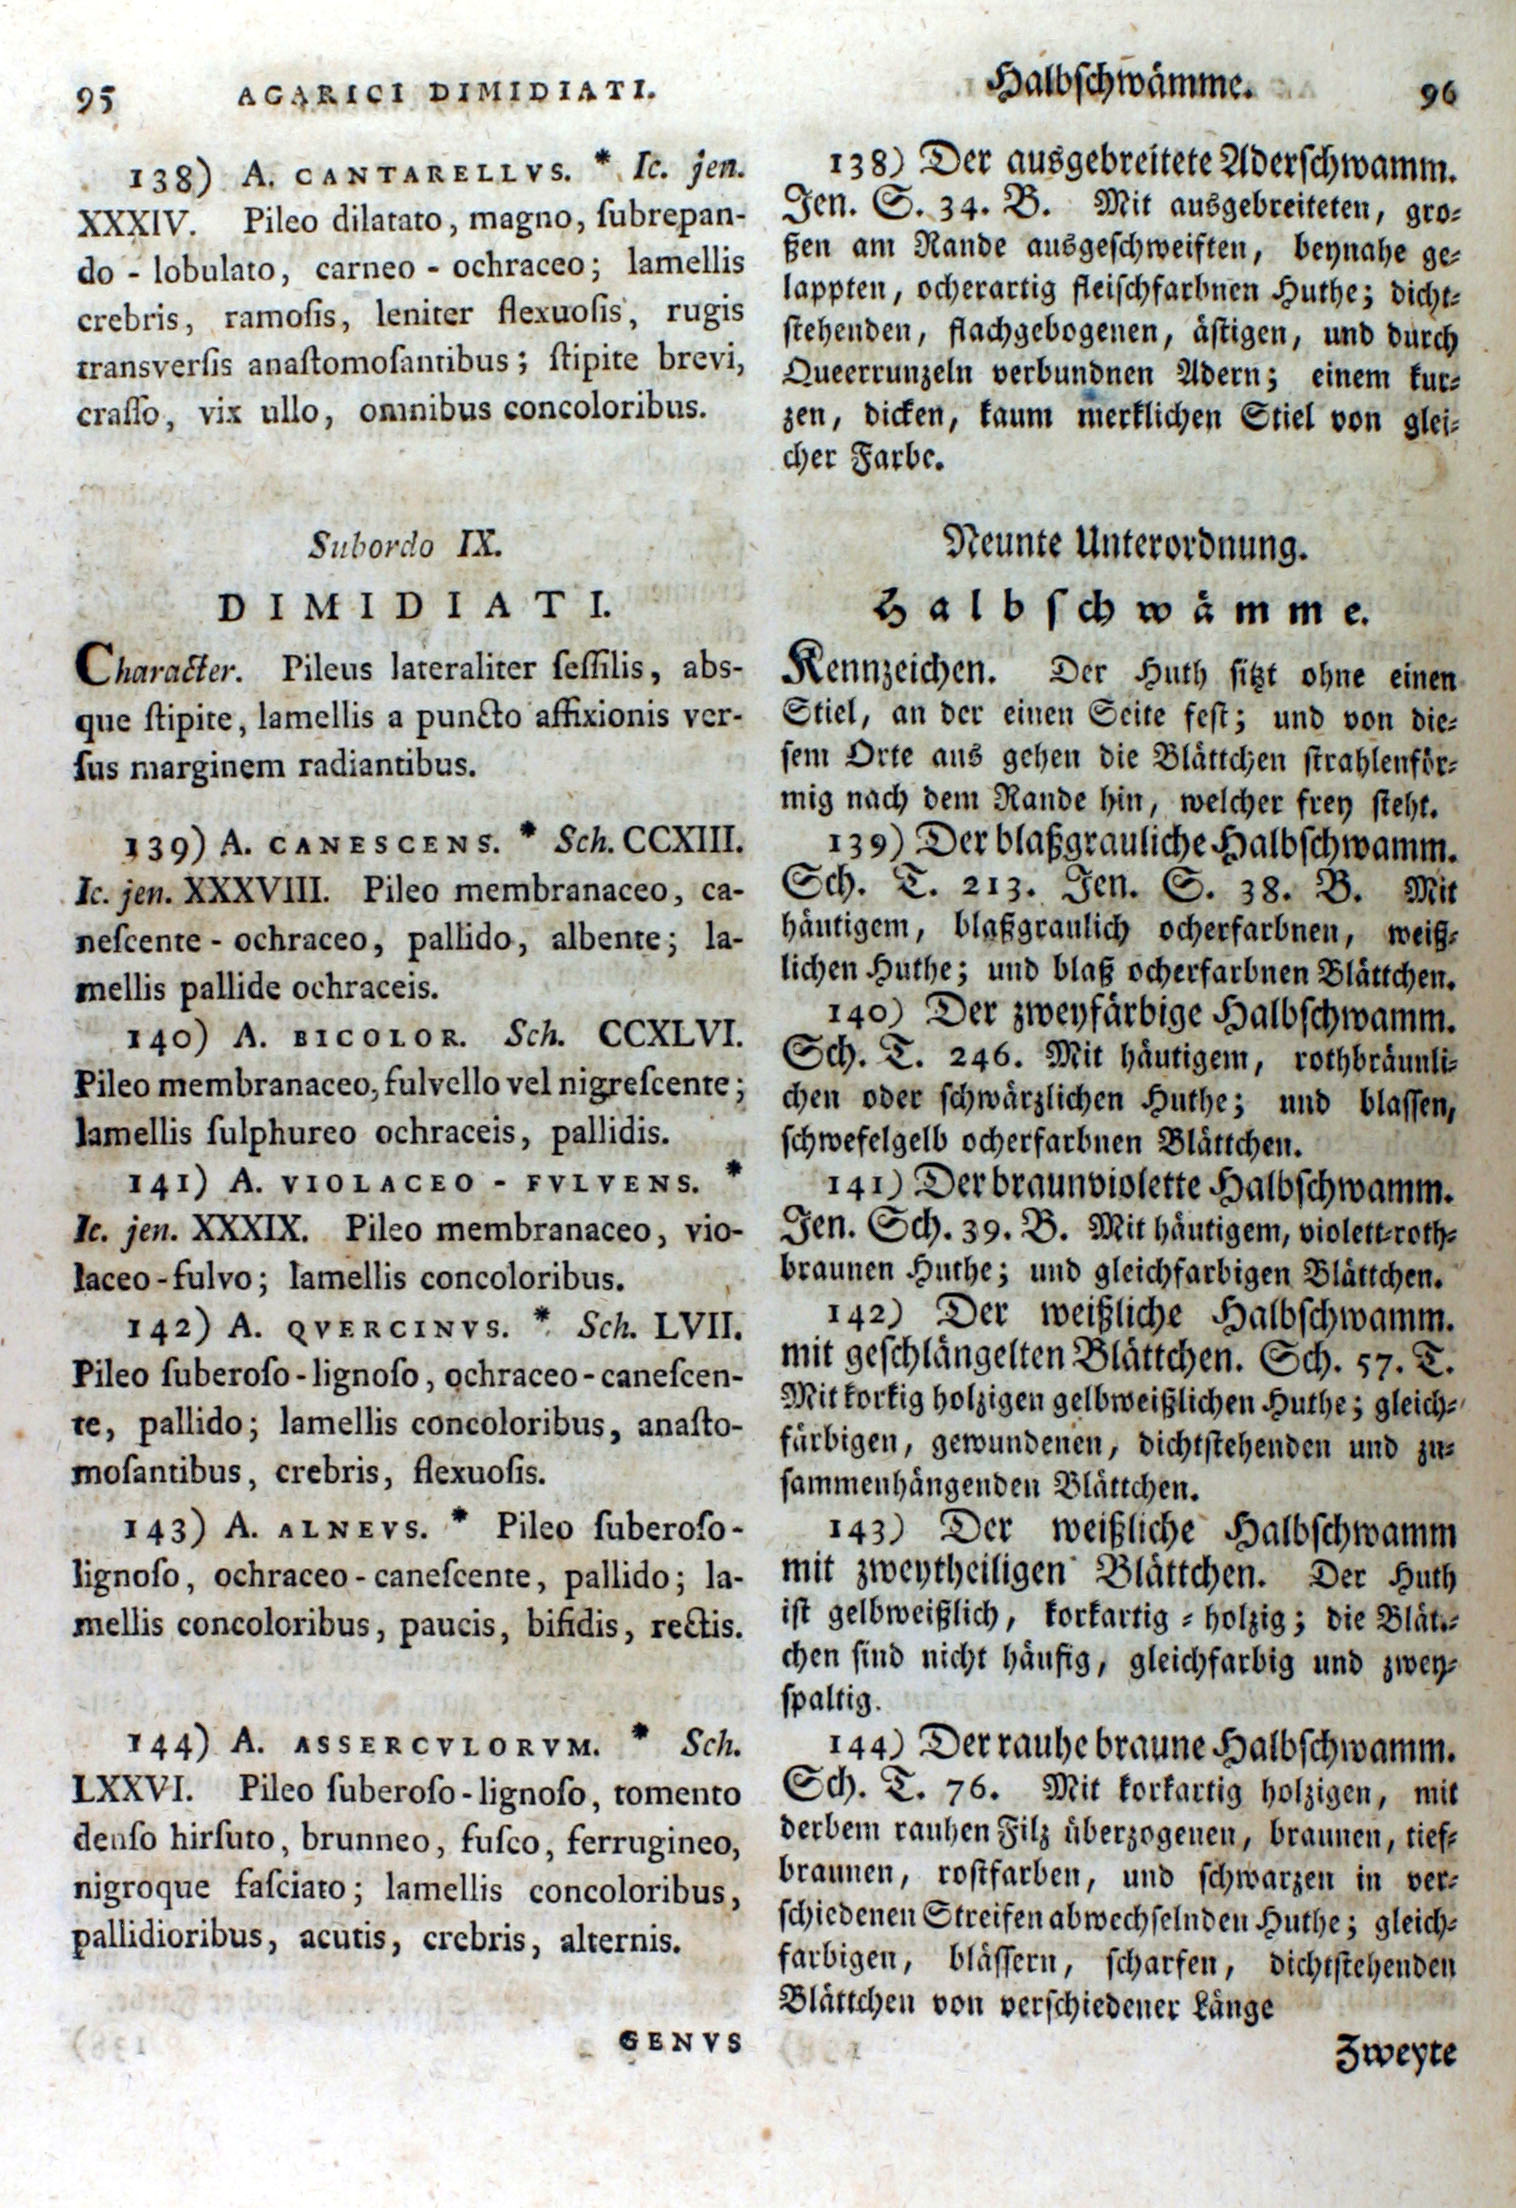 95 AGARICI DIMIDIATI.
138) A. CANTARELLVS. * Ic. jen.
XXXIV. Pileo dilatato, magno, ſubrepan-
do - lobulato, carneo - ochraceo; lamellis
crebris, ramoſis, leniter flexuoſis, rugis
transverſis anaſtomoſantibus; ſtipite brevi,
craſſo, vix ullo, omnibus concoloribus.
Subordo IX.
DIMIDIATI.
Character. Pileus lateraliter ſeſſilis, abs-
que ſtipite, lamellis a puncto affixionis ver-
ſus marginem radiantibus.
139) A. CANESCENS. * Sch. CCXIII.
Ic. jen. XXXVIII. Pileo membranaceo, ca-
neſcente - ochraceo, pallido, albente; la-
mellis pallide ochraceis.
140) A. BICOLOR. Sch. CCXLVI.
Pileo membranaceo, fulvello vel nigreſcente;
lamellis ſulphureo ochraceis, pallidis.
141) A. VIOLACEO - FVLVENS. *
Ic. jen. XXXIX. Pileo membranaceo, vio-
laceo - fulvo; lamellis concoloribus.
142) A. QVERCINVS. * Sch. LVII.
Pileo ſuberoſo - lignoſo, ochraceo - caneſcen-
te, pallido; lamellis concoloribus, anaſto-
moſantibus, crebris, flexuoſis.
143) A. ALNEVS. * Pileo ſuberoſo-
lignoſo, ochraceo - caneſcente, pallido; la-
mellis concoloribus, paucis, bifidis, rectis.
144) A. ASSERCVLORVM. * Sch.
LXXVI. Pileo ſuberoſo - lignoſo, tomento
denſo hirſuto, brunneo, fuſco, ferrugineo,
nigroque faſciato; lamellis concoloribus,
pallidioribus, acutis, crebris, alternis.
GENVS
Halbſchwämme. 96
138) Der ausgebreitete Aderſchwamm.
Jen. S. 34. B. Mit ausgebreiteten, gro-
ßen am Rande ausgeſchweiften, beynahe ge-
lappten, ocherartig fleiſchfarbnen Huthe; dicht-
ſtehenden, flachgebogenen, äſtigen, und durch
Queerrunzeln verbundnen Adern; einem kur-
zen, dicken, kaum merklichen Stiel von glei-
cher Farbe.
Neunte Unterordnung.
Halbſchwämme.
Kennzeichen. Der Huth ſitzt ohne einen
Stiel, an der einen Seite feſt; und von die-
ſem Orte aus gehen die Blättchen ſtrahlenför-
mig nach dem Rande hin, welcher frey ſteht.
139) Der blaßgrauliche Halbſchwamm.
Sch. T. 213. Jen. S. 38. B. Mit
häutigem, blaßgraulich ocherfarbnen, weiß-
lichen Huthe; und blaß ocherfarbnen Blättchen.
140) Der zweyfärbige Halbſchwamm.
Sch. T. 246. Mit häutigem, rothbräunli-
chen oder ſchwärzlichen Huthe; und blaſſen,
ſchwefelgelb ocherfarbnen Blättchen.
141) Der braunviolette Halbſchwamm.
Jen. Sch. 39. B. Mit häutigem, violett-roth-
braunen Huthe; und gleichfarbigen Blättchen.
142) Der weißliche Halbſchwamm.
mit geſchlängelten Blättchen. Sch. 57. T.
Mit korkig holzigen gelbweißlichen Huthe; gleich-
färbigen, gewundenen, dichtſtehenden und zu-
ſammenhängenden Blättchen.
143) Der weißliche Halbſchwamm
mit zweytheiligen Blättchen. Der Huth
iſt gelbweißlich, korkartig - holzig; die Blät-
chen ſind nicht häufig, gleichfarbig und zwey-
ſpaltig.
144) Der rauhe braune Halbſchwamm.
Sch. T. 76. Mit korkartig holzigen, mit
derbem rauhen Filz überzogenen, braunen, tief-
braunen, roſtfarben, und ſchwarzen in ver-
ſchiedenen Streifen abwechſelnden Huthe; gleich-
farbigen, bläſſern, ſcharfen, dichtſtehenden
Blättchen von verſchiedener Länge
Zweyte